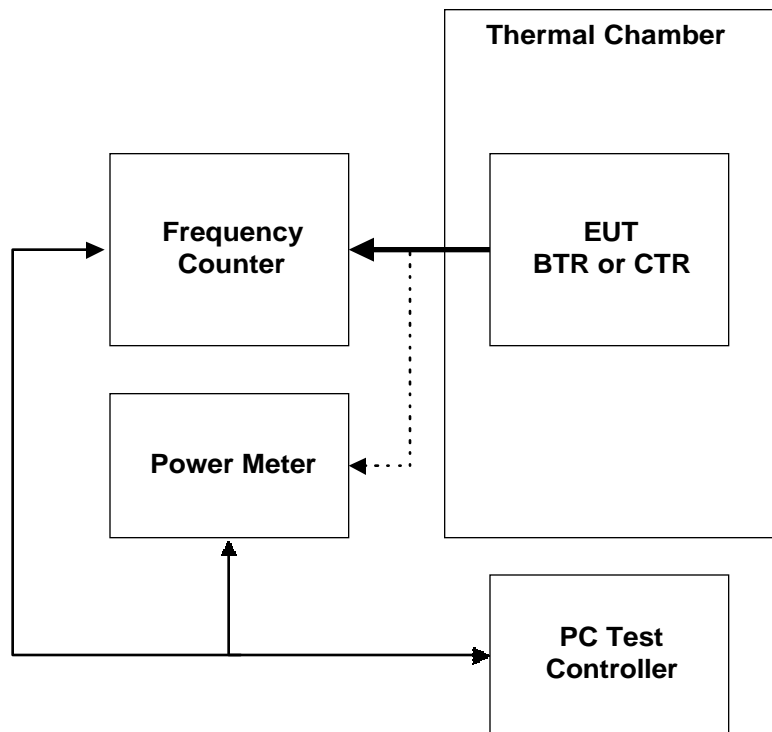 Thermal Chamber
Frequency
Counter
EUT
BTR or CTR
Power Meter
PC Test
Controller